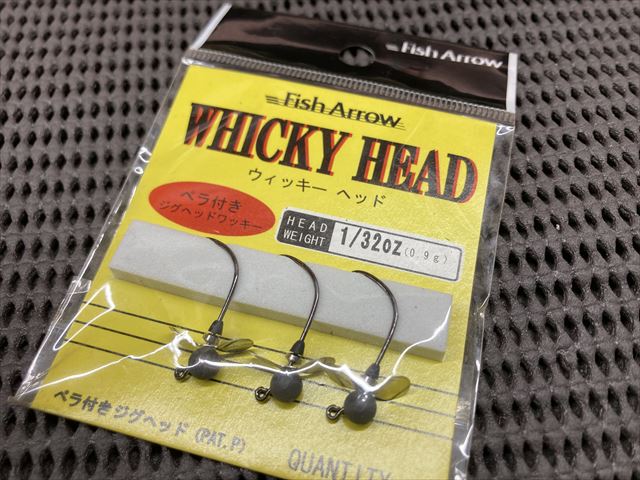 Fish Arrow
Fish Arrow
WHICKY HEAD
ウィッキー ヘッド
ペラ付き
ジグヘッドワッキー
HEAD WEIGHT 1/32oz (0.9g)
ペラ付きジグヘッド (PAT.P)
QUANTITY